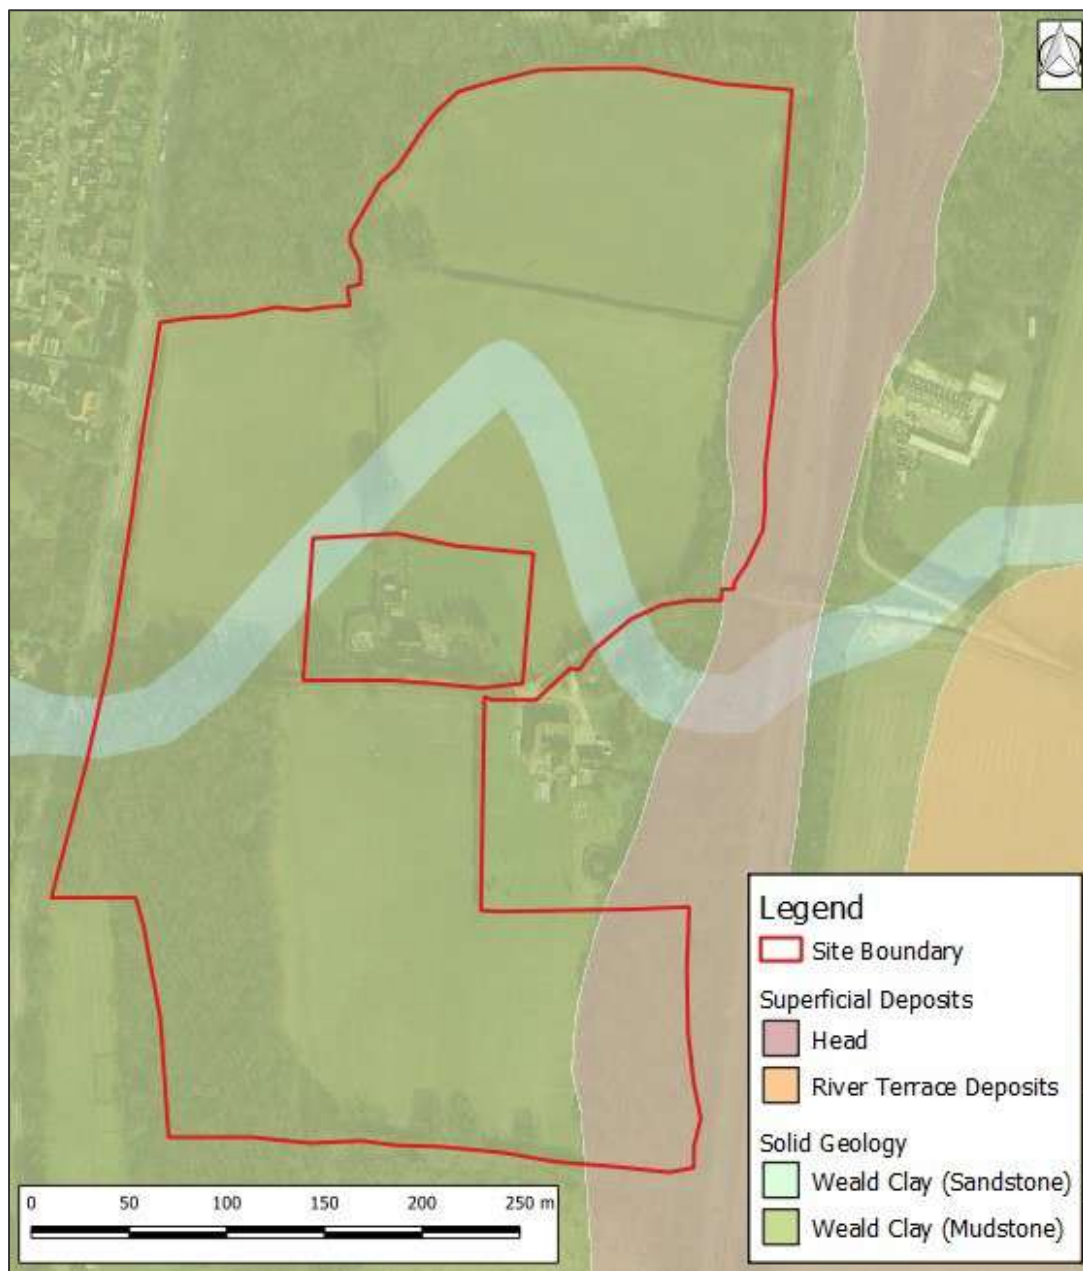 Legend
Site Boundary
Superficial Deposits
Head
River Terrace Deposits
Solid Geology
Weald Clay (Sandstone)
Weald Clay (Mudstone)
0 50 100 150 200 250 m